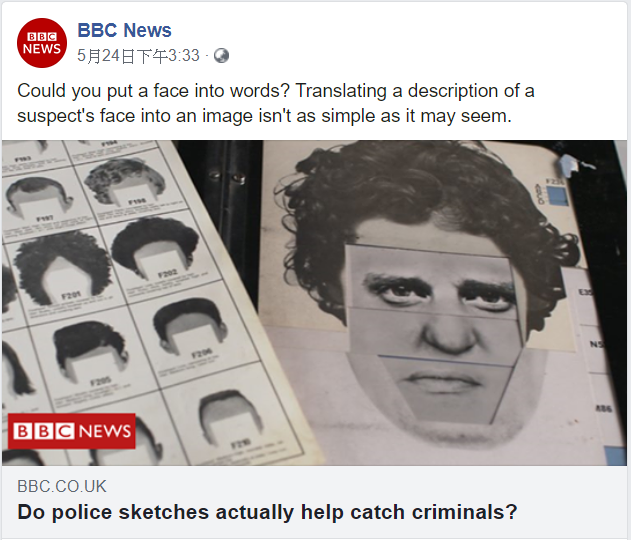 BBC
NEWS
BBC News
5月24日下午3:33 ·
Could you put a face into words? Translating a description of a
suspect's face into an image isn't as simple as it may seem.
F197
F198
F201
F202
F205
F206
F210
BBC NEWS
BBC.CO.UK
Do police sketches actually help catch criminals?